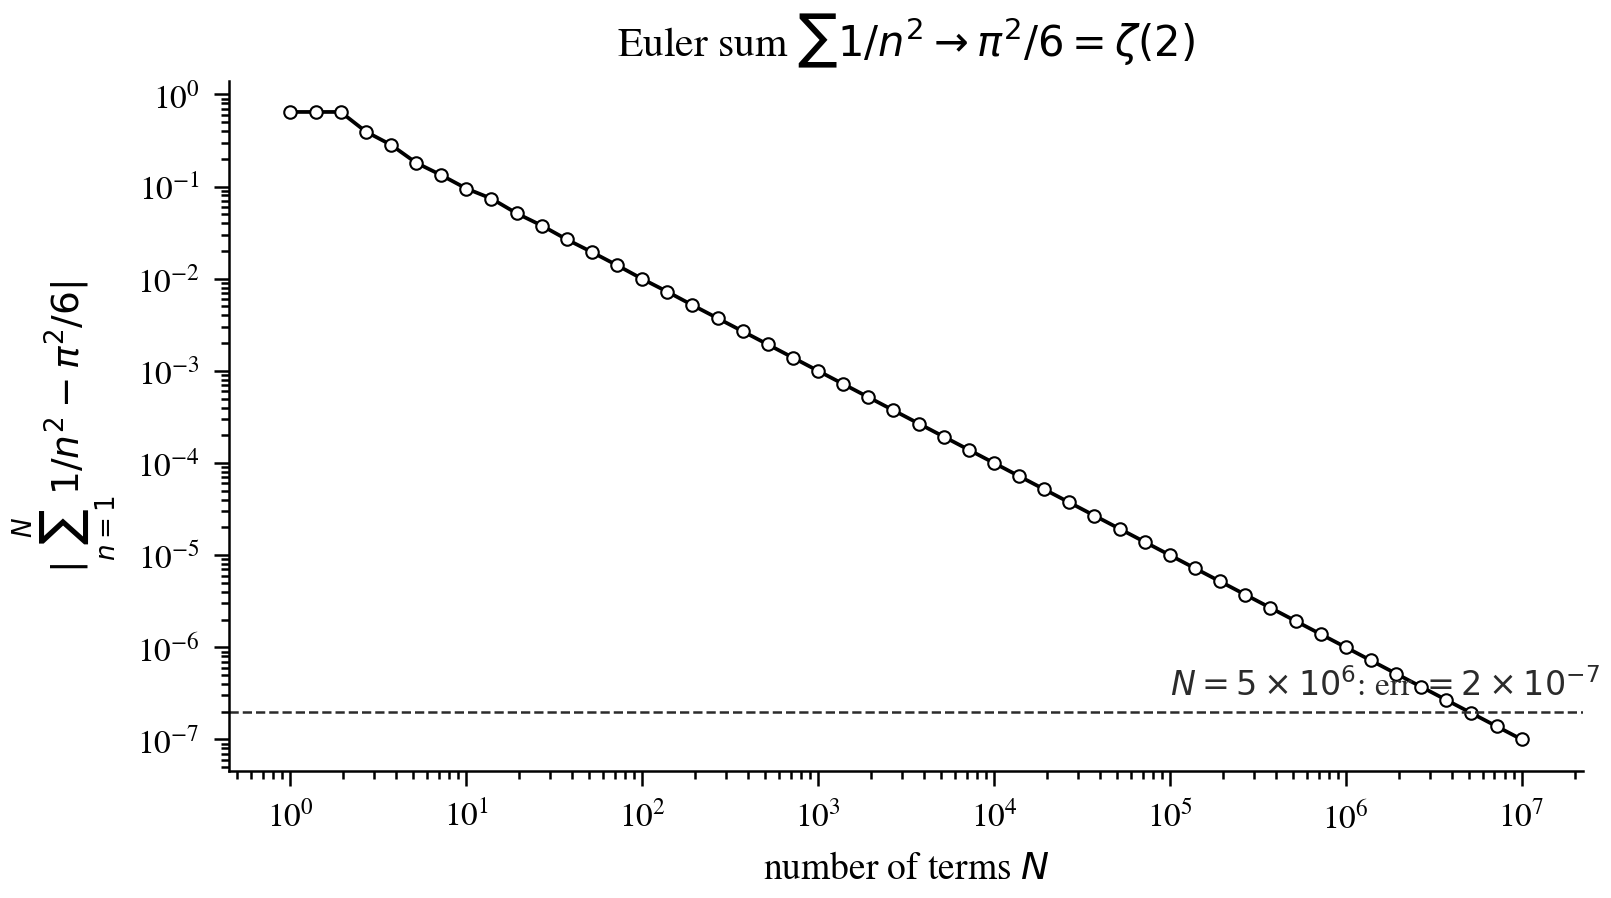 Euler sum ∑1/n² → π²/6 = ζ(2)
|∑_{n=1}^{N} 1/n² − π²/6|
10⁰
10⁻¹
10⁻²
10⁻³
10⁻⁴
10⁻⁵
10⁻⁶
10⁻⁷
N = 5 × 10⁶: err = 2 × 10⁻⁷
10⁰ 10¹ 10² 10³ 10⁴ 10⁵ 10⁶ 10⁷
number of terms N